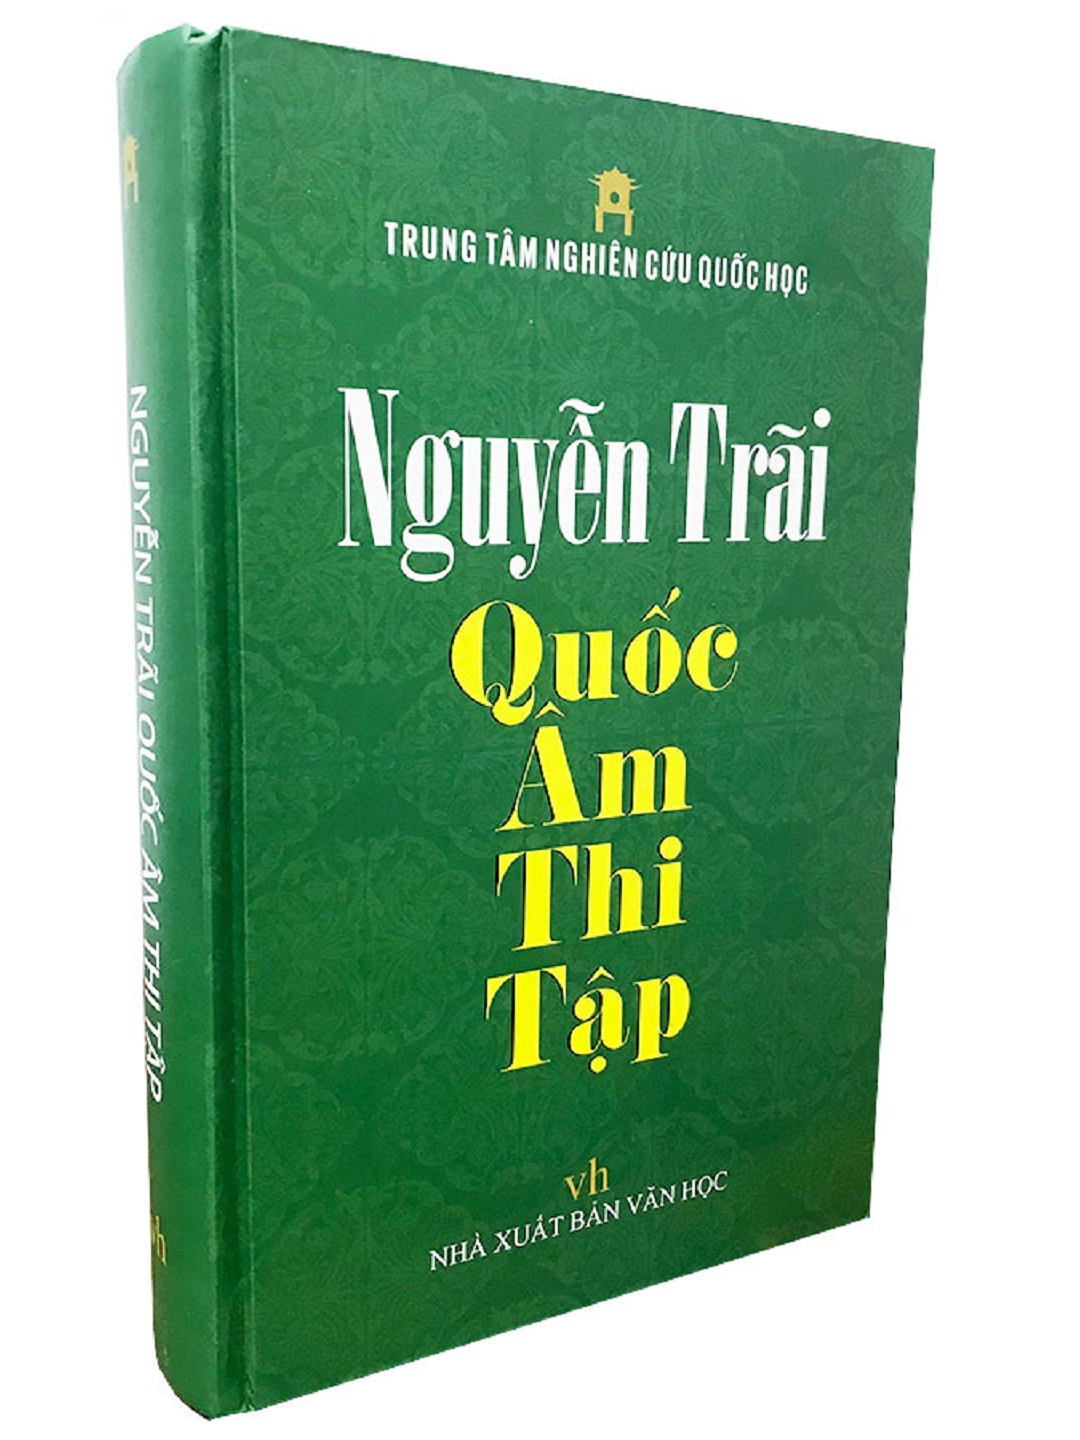 TRUNG TÂM NGHIÊN CỨU QUỐC HỌC
Nguyễn Trãi
Quốc
Âm
Thi
Tập
vh
NHÀ XUẤT BẢN VĂN HỌC
NGUYỄN TRÃI QUỐC ÂM THI TẬP
vh